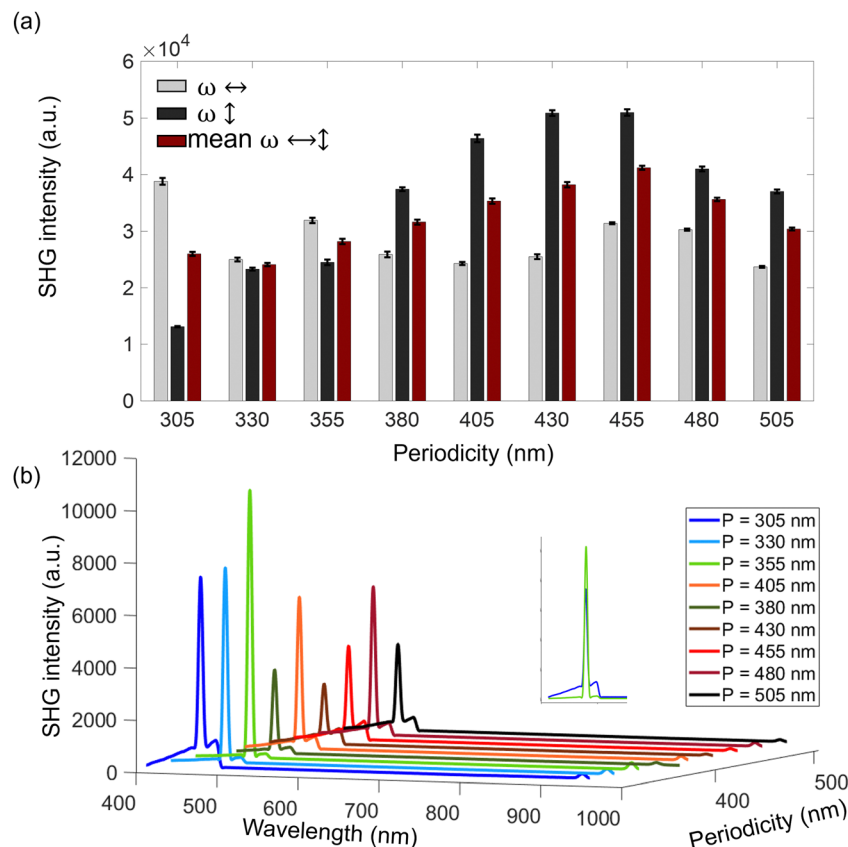 (a)
×10⁴
6
5
4
3
2
1
0
SHG intensity (a.u.)
ω ↔
ω ↕
mean ω ↔↕
305 330 355 380 405 430 455 480 505
Periodicity (nm)
(b)
12000
10000
8000
6000
4000
2000
0
SHG intensity (a.u.)
400 500 600 700 800 900 1000
Wavelength (nm)
400 500
Periodicity (nm)
P = 305 nm
P = 330 nm
P = 355 nm
P = 405 nm
P = 380 nm
P = 430 nm
P = 455 nm
P = 480 nm
P = 505 nm